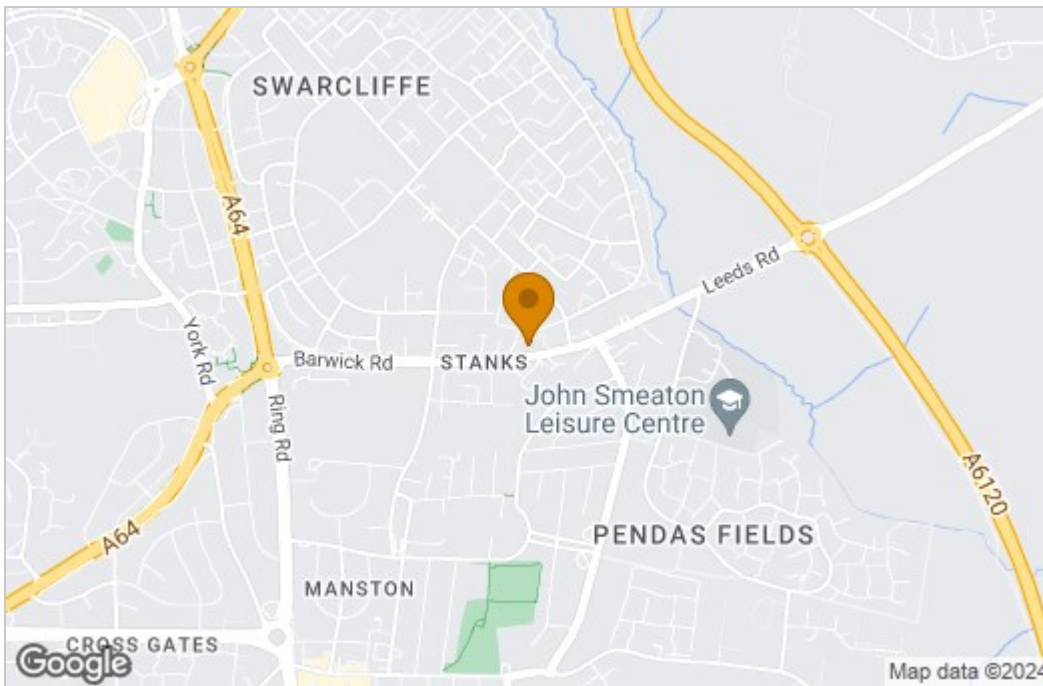 SWARCLIFFE
A64
Leeds Rd
York Rd
Barwick Rd
STANKS
John Smeaton
Leisure Centre
Ring Rd
A6120
A64
PENDAS FIELDS
MANSTON
CROSS GATES
Google
Map data ©2024